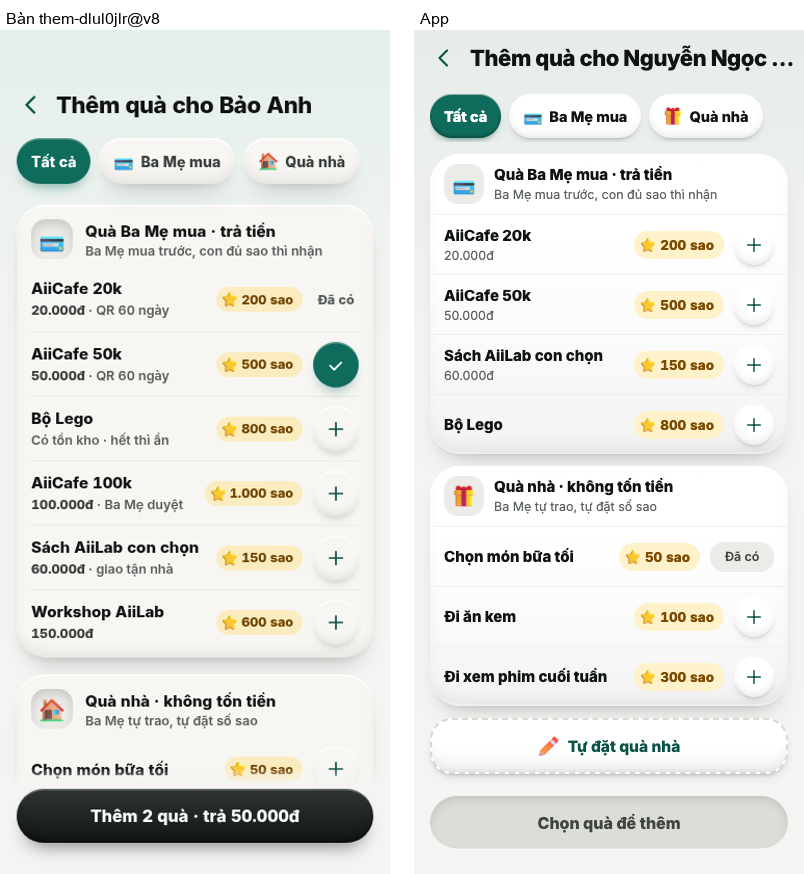 Bản them-dlul0jlr@v8
Thêm quà cho Bảo Anh
Tất cả
Ba Mẹ mua
Quà nhà
Quà Ba Mẹ mua · trả tiền
Ba Mẹ mua trước, con đủ sao thì nhận
AiiCafe 20k
20.000đ · QR 60 ngày
200 sao
Đã có
AiiCafe 50k
50.000đ · QR 60 ngày
500 sao
Bộ Lego
Có tồn kho · hết thì ẩn
800 sao
AiiCafe 100k
100.000đ · Ba Mẹ duyệt
1.000 sao
Sách AiiLab con chọn
60.000đ · giao tận nhà
150 sao
Workshop AiiLab
150.000đ
600 sao
Quà nhà · không tốn tiền
Ba Mẹ tự trao, tự đặt số sao
Chọn món bữa tối
50 sao
Thêm 2 quà · trả 50.000đ
App
Thêm quà cho Nguyễn Ngọc ...
Tất cả
Ba Mẹ mua
Quà nhà
Quà Ba Mẹ mua · trả tiền
Ba Mẹ mua trước, con đủ sao thì nhận
AiiCafe 20k
20.000đ
200 sao
AiiCafe 50k
50.000đ
500 sao
Sách AiiLab con chọn
60.000đ
150 sao
Bộ Lego
800 sao
Quà nhà · không tốn tiền
Ba Mẹ tự trao, tự đặt số sao
Chọn món bữa tối
50 sao
Đã có
Đi ăn kem
100 sao
Đi xem phim cuối tuần
300 sao
Tự đặt quà nhà
Chọn quà để thêm